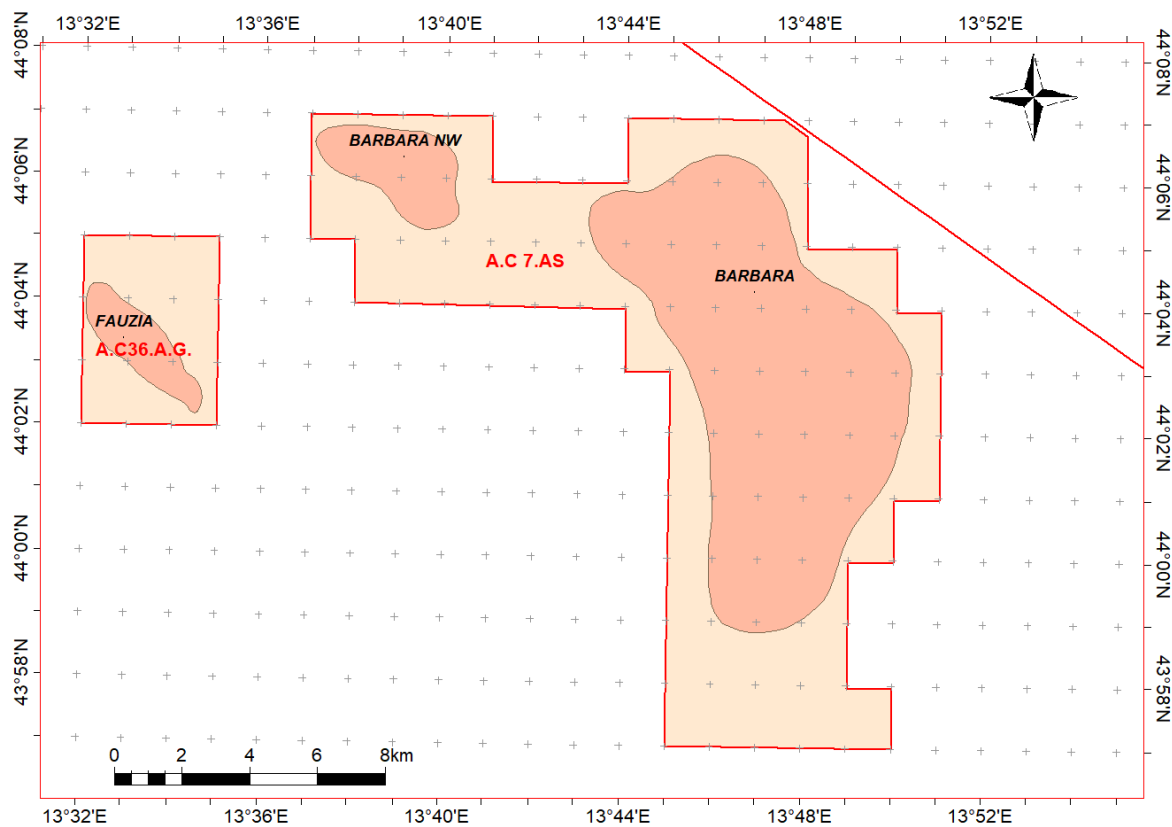 13°32'E 13°36'E 13°40'E 13°44'E 13°48'E 13°52'E
44°08'N 44°08'N
BARBARA NW
44°06'N 44°06'N
A.C 7.AS
BARBARA
44°04'N 44°04'N
FAUZIA
A.C36.A.G.
44°02'N 44°02'N
44°00'N 44°00'N
43°58'N 43°58'N
0 2 4 6 8km
13°32'E 13°36'E 13°40'E 13°44'E 13°48'E 13°52'E